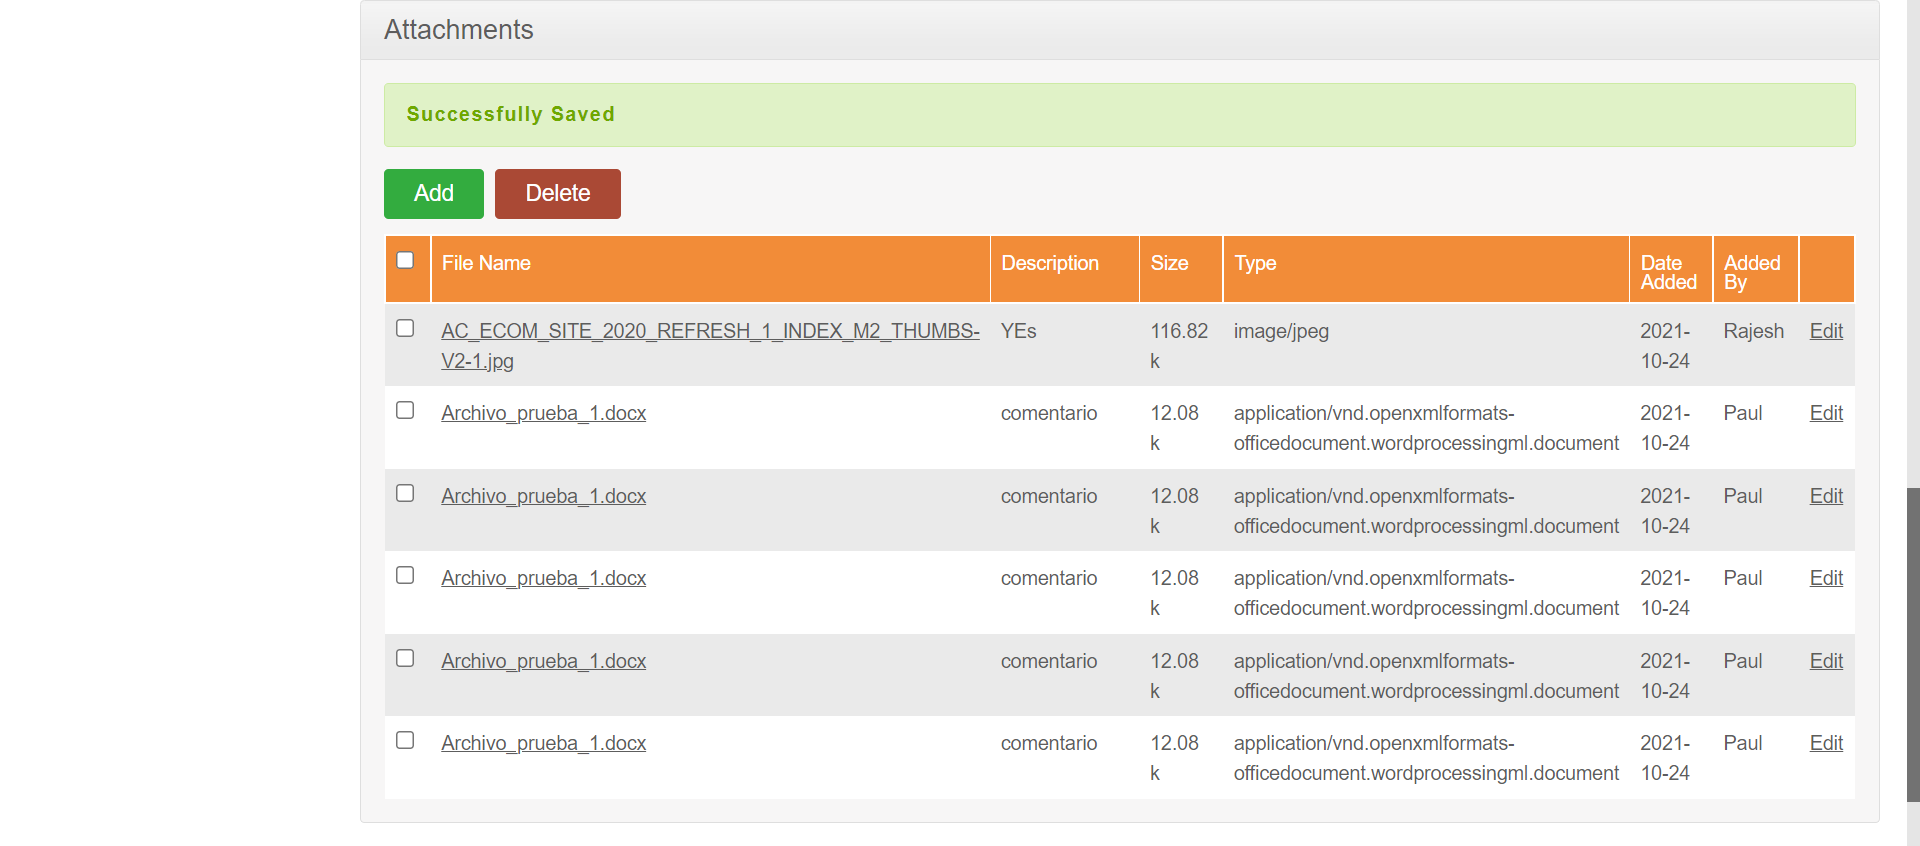 Attachments
Successfully Saved
Add Delete
File Name Description Size Type Date Added Added By
AC_ECOM_SITE_2020_REFRESH_1_INDEX_M2_THUMBS- YEs 116.82 image/jpeg 2021- Rajesh Edit
V2-1.jpg k 10-24
Archivo_prueba_1.docx comentario 12.08 application/vnd.openxmlformats- 2021- Paul Edit
k officedocument.wordprocessingml.document 10-24
Archivo_prueba_1.docx comentario 12.08 application/vnd.openxmlformats- 2021- Paul Edit
k officedocument.wordprocessingml.document 10-24
Archivo_prueba_1.docx comentario 12.08 application/vnd.openxmlformats- 2021- Paul Edit
k officedocument.wordprocessingml.document 10-24
Archivo_prueba_1.docx comentario 12.08 application/vnd.openxmlformats- 2021- Paul Edit
k officedocument.wordprocessingml.document 10-24
Archivo_prueba_1.docx comentario 12.08 application/vnd.openxmlformats- 2021- Paul Edit
k officedocument.wordprocessingml.document 10-24